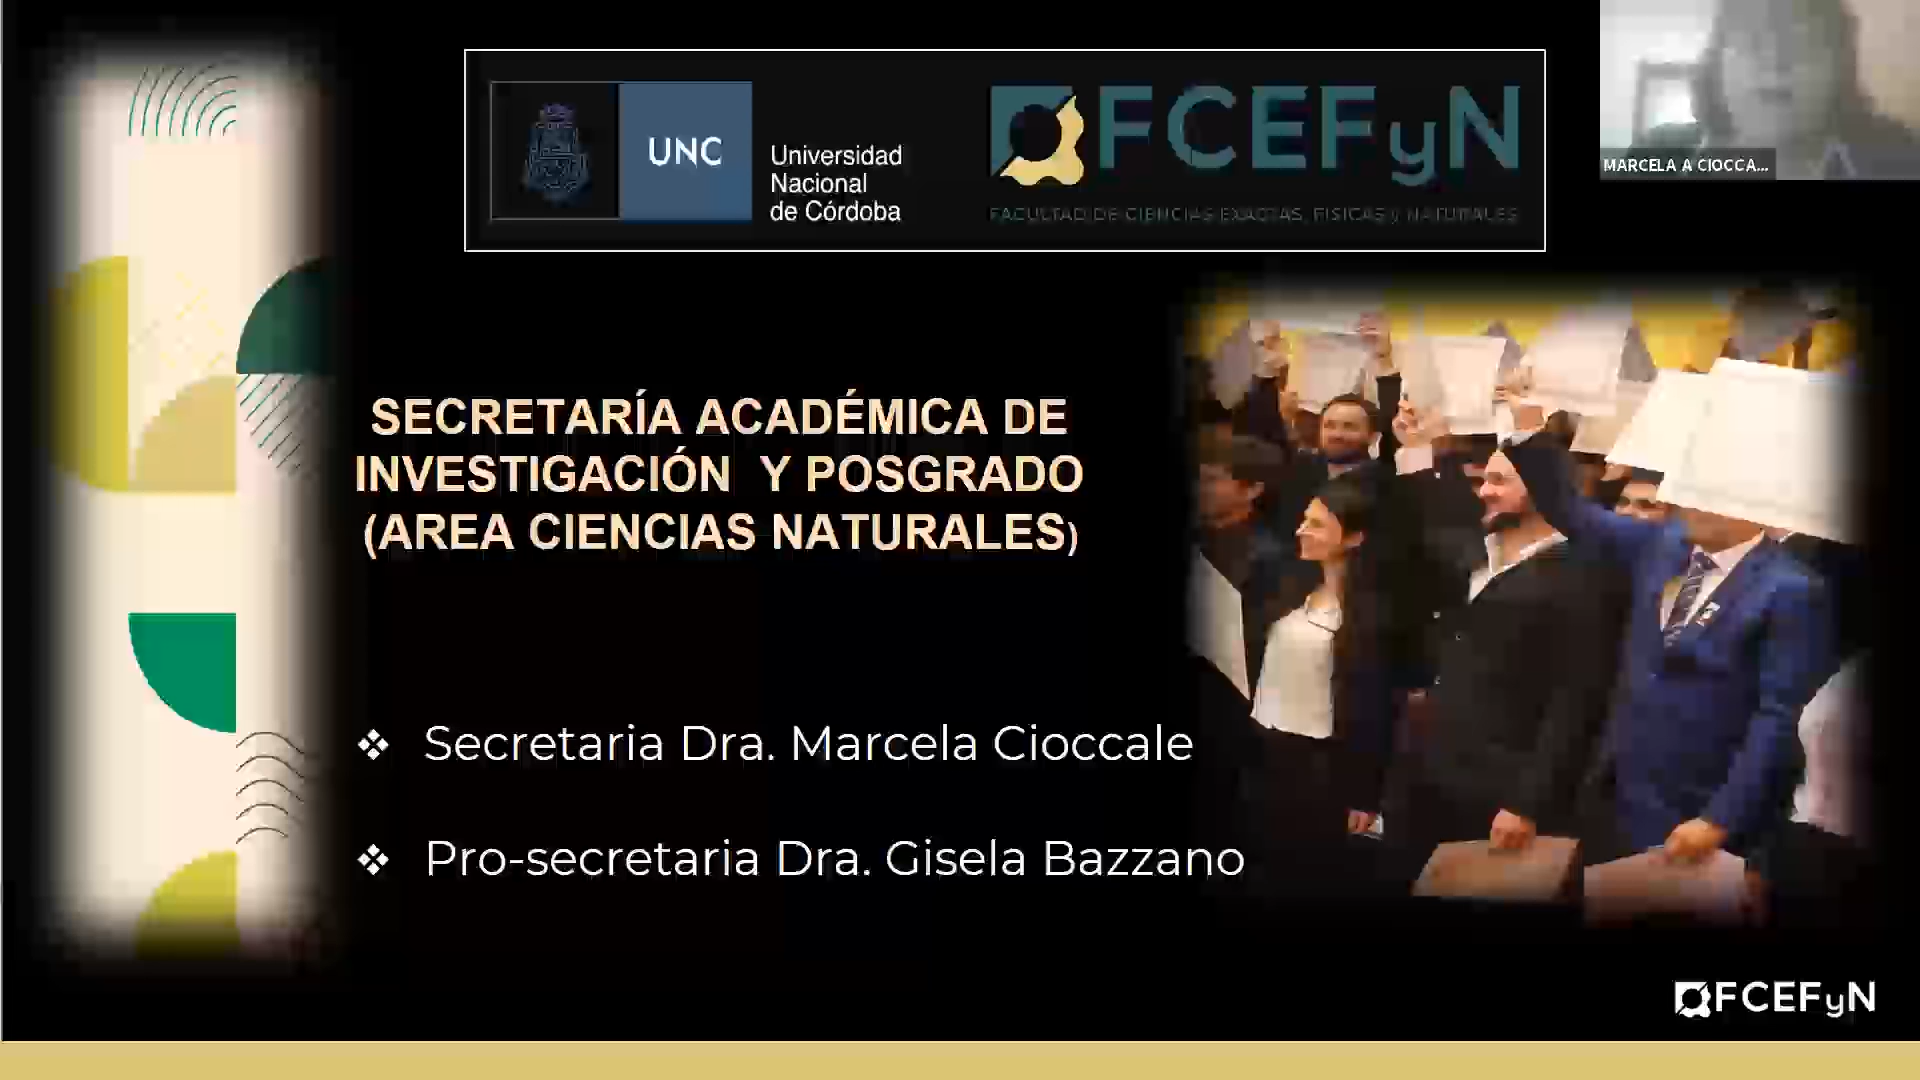 UNC
Universidad
Nacional
de Córdoba
FCEFyN
FACULTAD DE CIENCIAS EXACTAS, FISICAS y NATURALES
MARCELA A CIOCCA...
SECRETARÍA ACADÉMICA DE
INVESTIGACIÓN Y POSGRADO
(AREA CIENCIAS NATURALES)
❖ Secretaria Dra. Marcela Cioccale
❖ Pro-secretaria Dra. Gisela Bazzano
FCEFyN